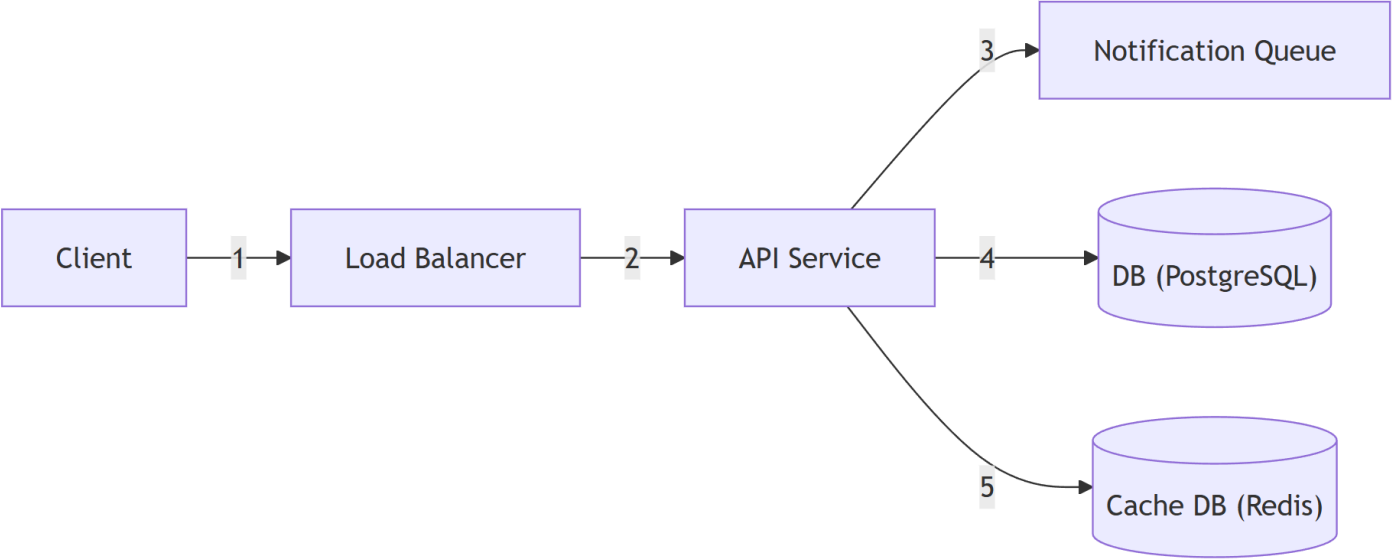 Client
1
Load Balancer
2
API Service
3
Notification Queue
4
DB (PostgreSQL)
5
Cache DB (Redis)